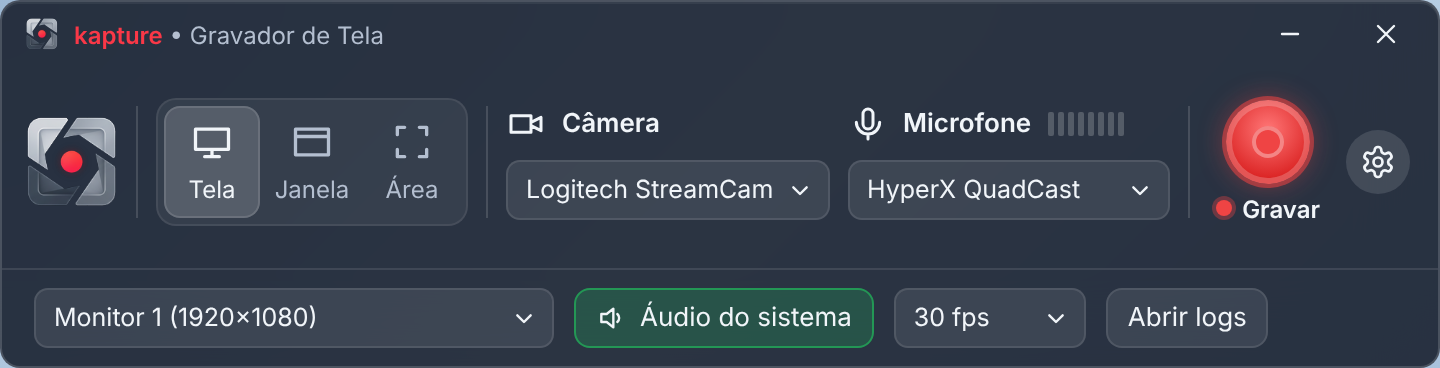 kapture • Gravador de Tela
Tela
Janela
Área
Câmera
Logitech StreamCam
Microfone
HyperX QuadCast
Gravar
Monitor 1 (1920×1080)
Áudio do sistema
30 fps
Abrir logs